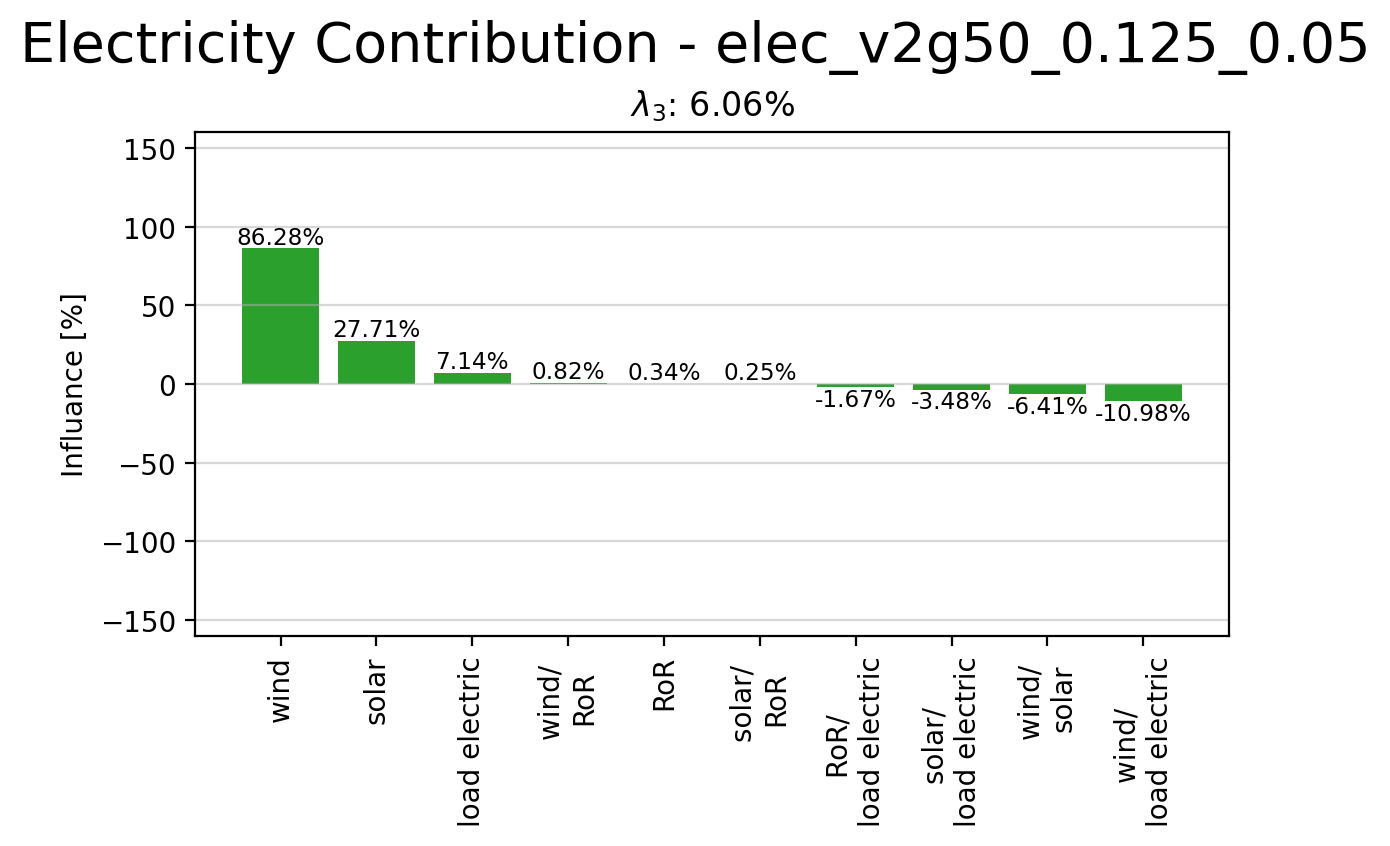 Electricity Contribution - elec_v2g50_0.125_0.05
λ₃: 6.06%
Influance [%]
150
100
50
0
−50
−100
−150
86.28%
27.71%
7.14%
0.82%
0.34%
0.25%
-1.67%
-3.48%
-6.41%
-10.98%
wind
solar
load electric
wind/
RoR
RoR
solar/
RoR
RoR/
load electric
solar/
load electric
wind/
solar
wind/
load electric